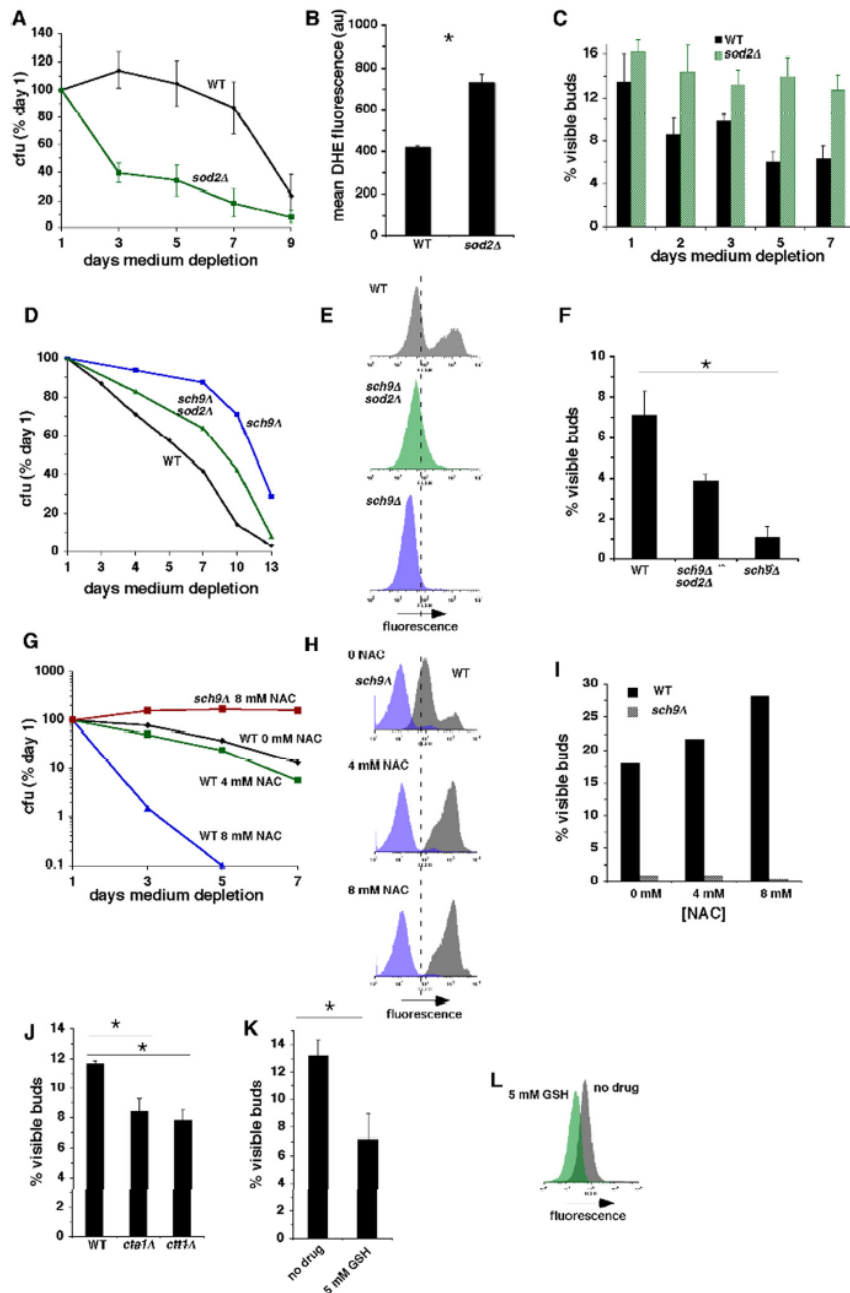 A
cfu (% day 1)
140
120
100
80
60
40
20
0
WT
sod2Δ
1 3 5 7 9
days medium depletion
B
mean DHE fluorescence (au)
1000
800
600
400
200
0
*
WT sod2Δ
C
WT
sod2Δ
% visible buds
16
12
8
4
0
1 2 3 5 7
days medium depletion
D
cfu (% day 1)
100
80
60
40
20
0
sch9Δ
sod2Δ
sch9Δ
WT
1 3 4 5 7 10 13
days medium depletion
E
WT
sch9Δ
sod2Δ
sch9Δ
fluorescence
F
% visible buds
10
8
6
4
2
0
*
WT sch9Δ sch9Δ
sod2Δ
G
cfu (% day 1)
1000
100
10
1
0.1
sch9Δ 8 mM NAC
WT 0 mM NAC
WT 4 mM NAC
WT 8 mM NAC
1 3 5 7
days medium depletion
H
0 NAC
sch9Δ WT
4 mM NAC
8 mM NAC
fluorescence
I
WT
sch9Δ
% visible buds
30
25
20
15
10
5
0
0 mM 4 mM 8 mM
[NAC]
J
% visible buds
14
12
10
8
6
4
2
0
*
*
WT cta1Δ ctt1Δ
K
% visible buds
16
14
12
10
8
6
4
2
0
*
no drug 5 mM GSH
L
5 mM GSH no drug
fluorescence